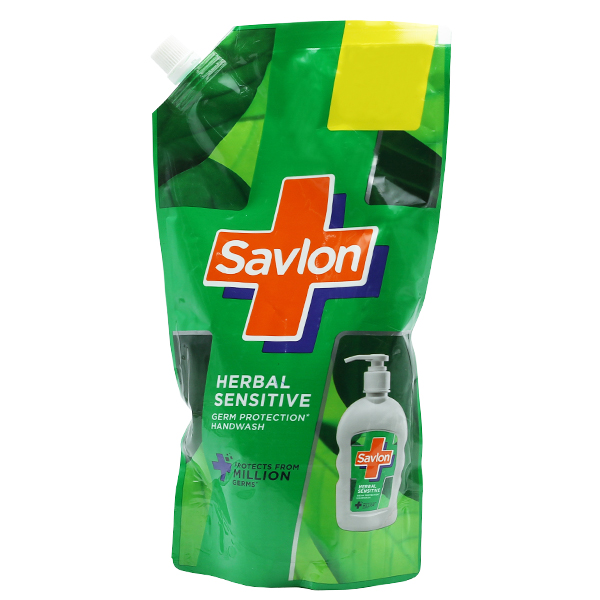 Savlon
HERBAL
SENSITIVE
GERM PROTECTION*
HANDWASH
PROTECTS FROM
MILLION
GERMS*
Savlon
HERBAL
SENSITIVE